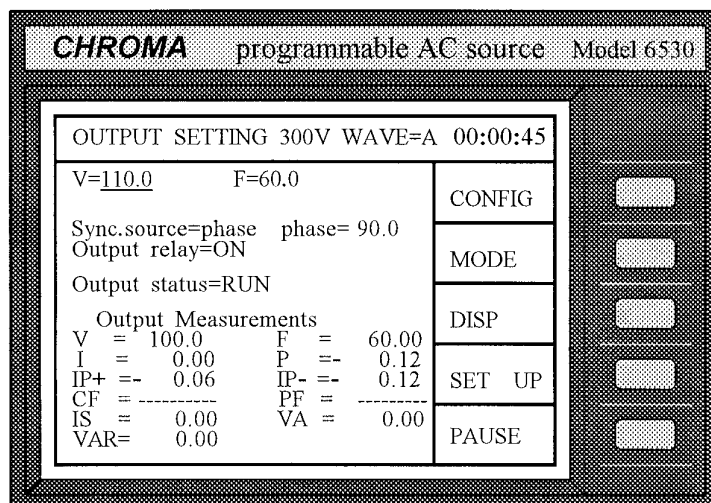 CHROMA programmable AC source Model 6530
OUTPUT SETTING 300V WAVE=A 00:00:45
V=110.0 F=60.0
CONFIG
Sync.source=phase phase= 90.0
Output relay=ON
MODE
Output status=RUN
Output Measurements
DISP
V = 100.0 F = 60.00
I = 0.00 P =- 0.12
IP+ =- 0.06 IP- =- 0.12
SET UP
CF = ---------- PF = ---------
IS = 0.00 VA = 0.00
VAR= 0.00
PAUSE